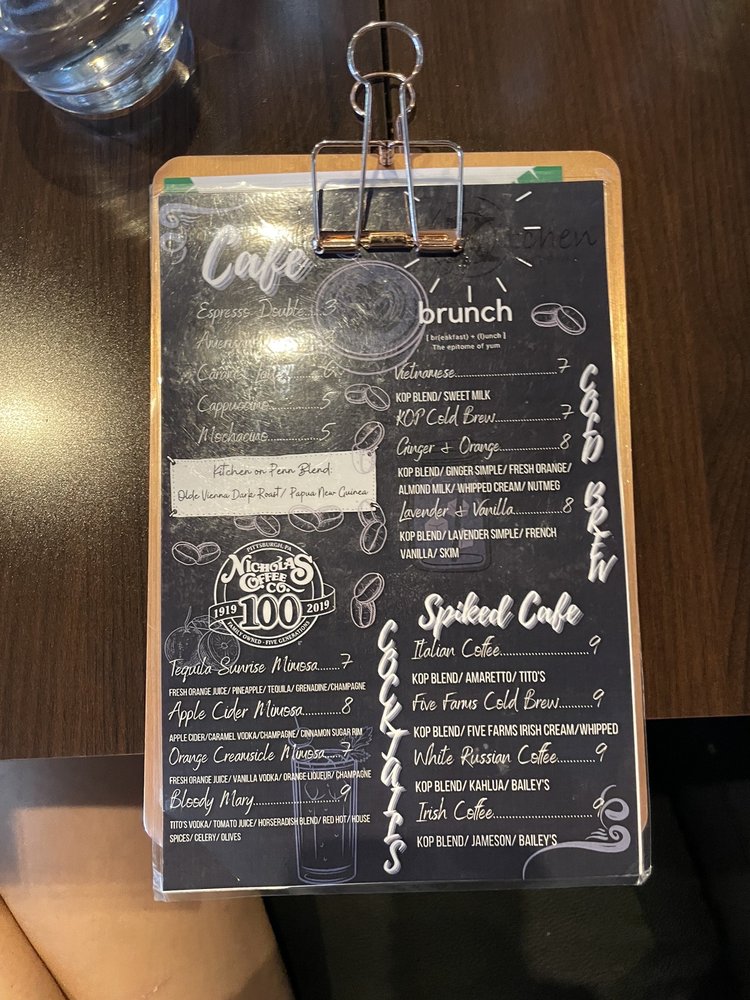 Cafe
Espresso Double.....3
Americano
Caramel
Cappuccino..........5
Mochacino..........5
Kitchen on Penn Blend:
Olde Vienna Dark Roast/ Papua New Guinea
PITTSBURGH, PA
NICHOLAS
COFFEE
CO.
1919 100 2019
FAMILY OWNED · FIVE GENERATIONS
Tequila Sunrise Mimosa.......7
FRESH ORANGE JUICE/ PINEAPPLE/ TEQUILA/ GRENADINE/CHAMPAGNE
Apple Cider Mimosa............8
APPLE CIDER/CARAMEL VODKA/CHAMPAGNE/ CINNAMON SUGAR RIM
Orange Creamsicle Mimosa...7
FRESH ORANGE JUICE/ VANILLA VODKA/ ORANGE LIQUEUR/ CHAMPAGNE
Bloody Mary.......................9
TITO'S VODKA/ TOMATO JUICE/ HORSERADISH BLEND/ RED HOT/ HOUSE
SPICES/ CELERY/ OLIVES
COCKTAILS
Kitchen
brunch
[ br(eakfast) + (l)unch ]
The epitome of yum
Vietnamese...........................7
KOP BLEND/ SWEET MILK
KOP Cold Brew.................7
Ginger & Orange...............8
KOP BLEND/ GINGER SIMPLE/ FRESH ORANGE/
ALMOND MILK/ WHIPPED CREAM/ NUTMEG
Lavender & Vanilla.............8
KOP BLEND/ LAVENDER SIMPLE/ FRENCH
VANILLA/ SKIM
COLD BREW
Spiked Cafe
Italian Coffee.......................9
KOP BLEND/ AMARETTO/ TITO'S
Five Farms Cold Brew.........9
KOP BLEND/ FIVE FARMS IRISH CREAM/WHIPPED
White Russian Coffee..........9
KOP BLEND/ KAHLUA/ BAILEY'S
Irish Coffee.........................9
KOP BLEND/ JAMESON/ BAILEY'S